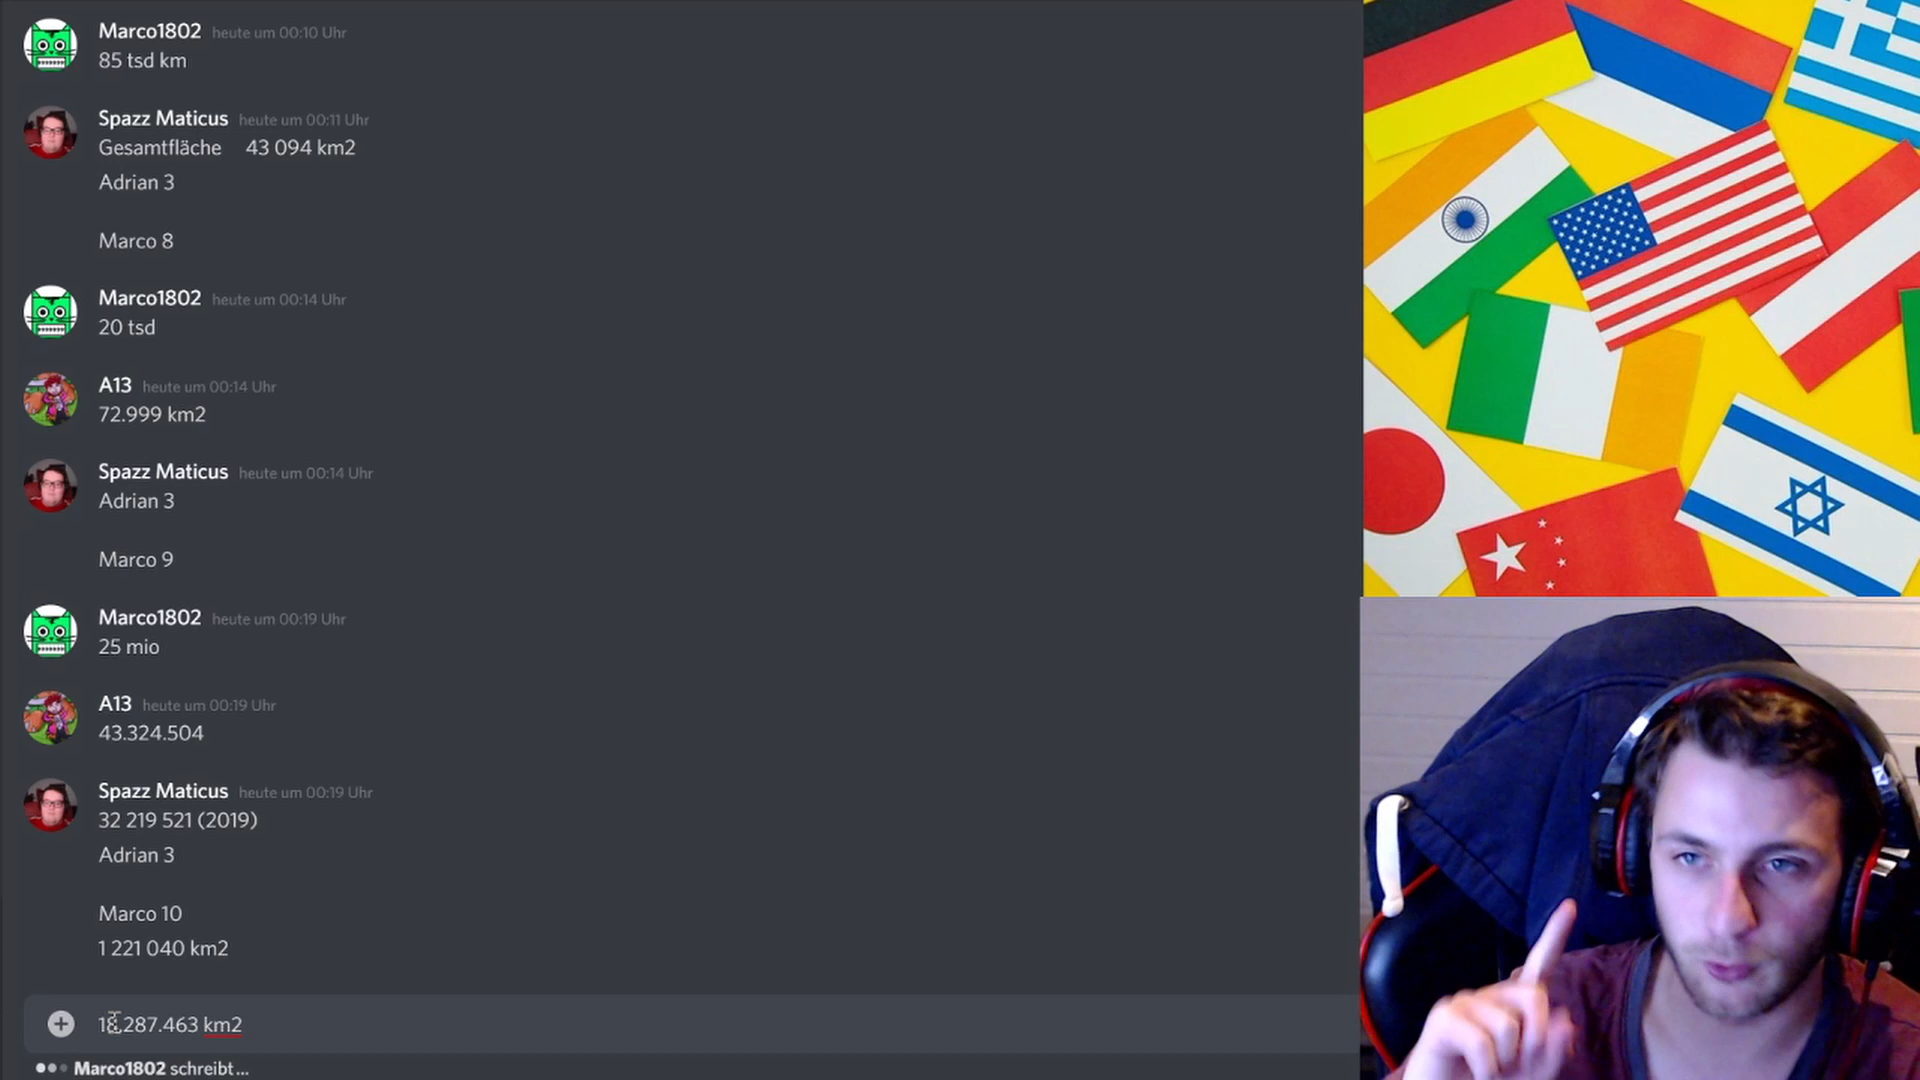 Marco1802 heute um 00:10 Uhr
85 tsd km
Spazz Maticus heute um 00:11 Uhr
Gesamtfläche 43 094 km2
Adrian 3
Marco 8
Marco1802 heute um 00:14 Uhr
20 tsd
A13 heute um 00:14 Uhr
72.999 km2
Spazz Maticus heute um 00:14 Uhr
Adrian 3
Marco 9
Marco1802 heute um 00:19 Uhr
25 mio
A13 heute um 00:19 Uhr
43.324.504
Spazz Maticus heute um 00:19 Uhr
32 219 521 (2019)
Adrian 3
Marco 10
1 221 040 km2
km2
Marco1802 schreibt...